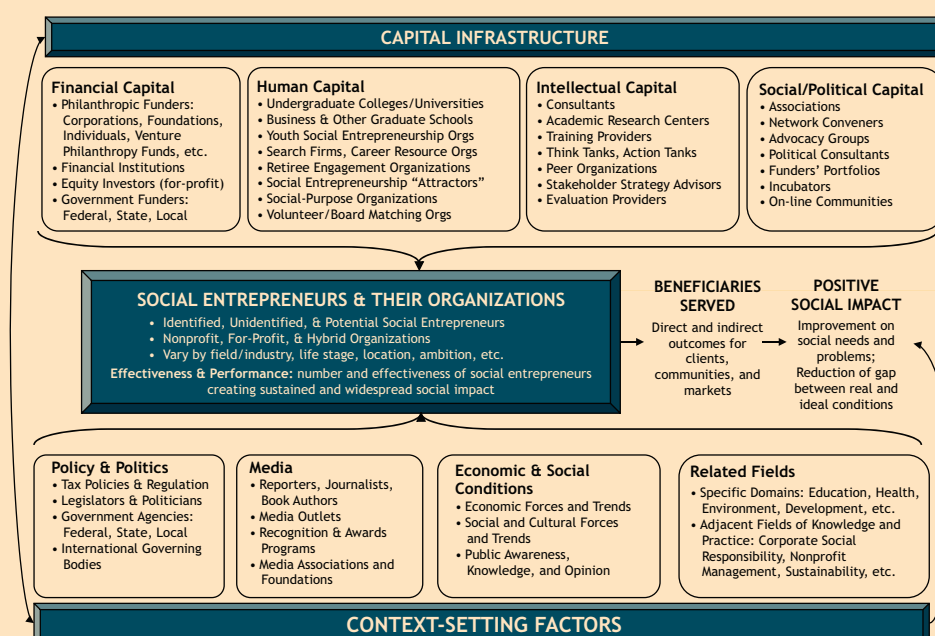 CAPITAL INFRASTRUCTURE
Financial Capital
• Philanthropic Funders:
Corporations, Foundations,
Individuals, Venture
Philanthropy Funds, etc.
• Financial Institutions
• Equity Investors (for-profit)
• Government Funders:
Federal, State, Local
Human Capital
• Undergraduate Colleges/Universities
• Business & Other Graduate Schools
• Youth Social Entrepreneurship Orgs
• Search Firms, Career Resource Orgs
• Retiree Engagement Organizations
• Social Entrepreneurship “Attractors”
• Social-Purpose Organizations
• Volunteer/Board Matching Orgs
Intellectual Capital
• Consultants
• Academic Research Centers
• Training Providers
• Think Tanks, Action Tanks
• Peer Organizations
• Stakeholder Strategy Advisors
• Evaluation Providers
Social/Political Capital
• Associations
• Network Conveners
• Advocacy Groups
• Political Consultants
• Funders’ Portfolios
• Incubators
• On-line Communities
SOCIAL ENTREPRENEURS & THEIR ORGANIZATIONS
• Identified, Unidentified, & Potential Social Entrepreneurs
• Nonprofit, For-Profit, & Hybrid Organizations
• Vary by field/industry, life stage, location, ambition, etc.
Effectiveness & Performance: number and effectiveness of social entrepreneurs
creating sustained and widespread social impact
BENEFICIARIES
SERVED
Direct and indirect
outcomes for
clients,
communities, and
markets
POSITIVE
SOCIAL IMPACT
Improvement on
social needs and
problems;
Reduction of gap
between real and
ideal conditions
Policy & Politics
• Tax Policies & Regulation
• Legislators & Politicians
• Government Agencies:
Federal, State, Local
• International Governing
Bodies
Media
• Reporters, Journalists,
Book Authors
• Media Outlets
• Recognition & Awards
Programs
• Media Associations and
Foundations
Economic & Social
Conditions
• Economic Forces and Trends
• Social and Cultural Forces
and Trends
• Public Awareness,
Knowledge, and Opinion
Related Fields
• Specific Domains: Education, Health,
Environment, Development, etc.
• Adjacent Fields of Knowledge and
Practice: Corporate Social
Responsibility, Nonprofit
Management, Sustainability, etc.
CONTEXT-SETTING FACTORS